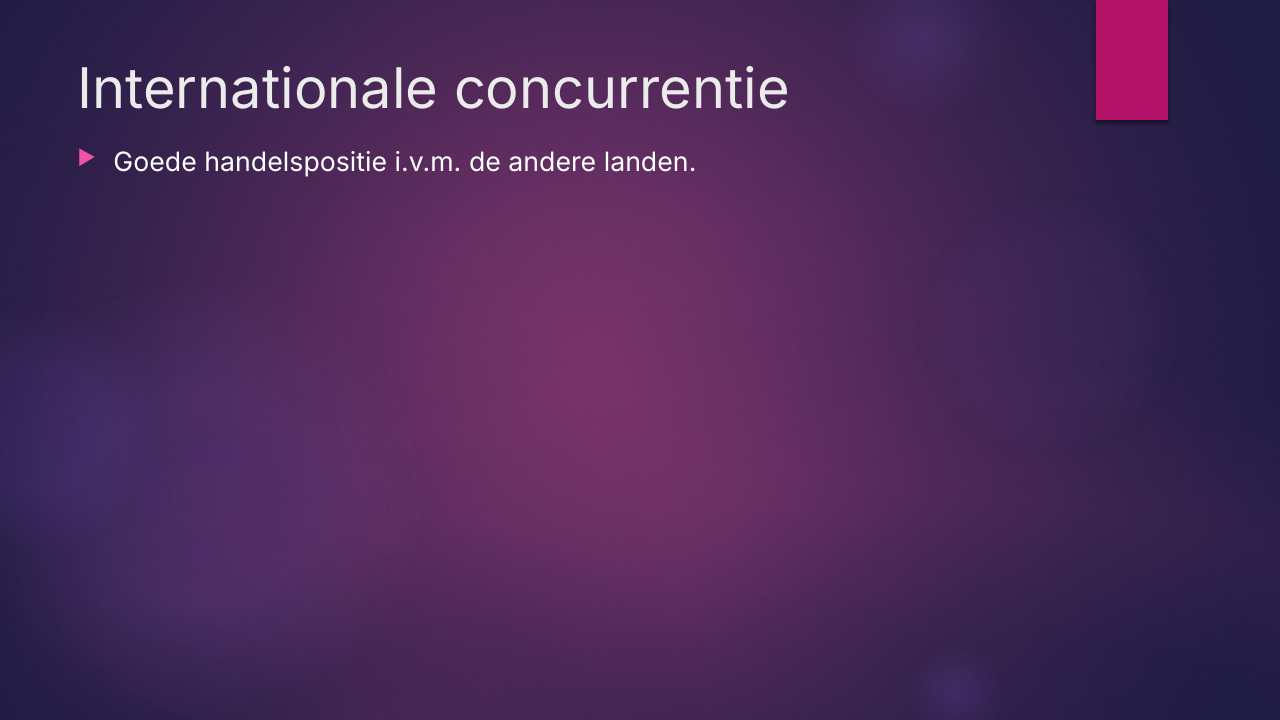 Internationale concurrentie
Goede handelspositie i.v.m. de andere landen.